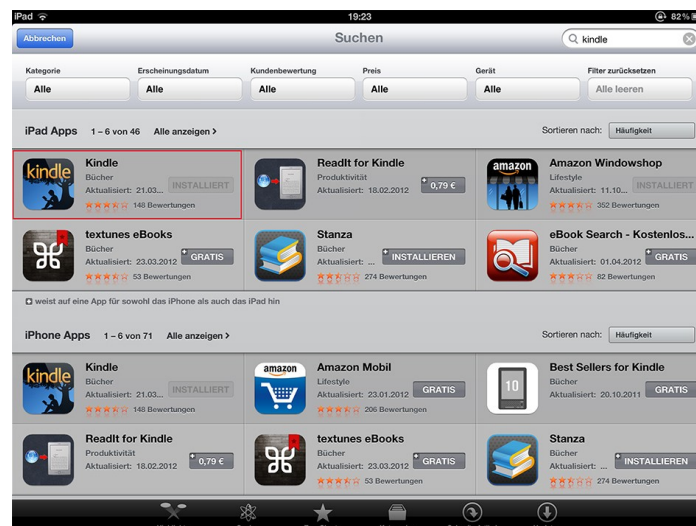 iPad 19:23 82%
Abbrechen Suchen kindle
Kategorie Erscheinungsdatum Kundenbewertung Preis Gerät Filter zurücksetzen
Alle Alle Alle Alle Alle Alle leeren
iPad Apps 1 – 6 von 46 Alle anzeigen > Sortieren nach: Häufigkeit
kindle
Kindle
Bücher
Aktualisiert: 21.03... INSTALLIERT
148 Bewertungen
ReadIt for Kindle
Produktivität
Aktualisiert: 18.02.2012 0,79 €
amazon
Amazon Windowshop
Lifestyle
Aktualisiert: 11.10... INSTALLIERT
352 Bewertungen
textunes eBooks
Bücher
Aktualisiert: 23.03.2012 GRATIS
53 Bewertungen
Stanza
Bücher
Aktualisiert: ... INSTALLIEREN
274 Bewertungen
eBook Search - Kostenlos...
Bücher
Aktualisiert: 01.04.2012 GRATIS
82 Bewertungen
+ weist auf eine App für sowohl das iPhone als auch das iPad hin
iPhone Apps 1 – 6 von 71 Alle anzeigen > Sortieren nach: Häufigkeit
kindle
Kindle
Bücher
Aktualisiert: 21.03... INSTALLIERT
148 Bewertungen
amazon
Amazon Mobil
Lifestyle
Aktualisiert: 23.01.2012 GRATIS
206 Bewertungen
10
Best Sellers for Kindle
Bücher
Aktualisiert: 20.10.2011 GRATIS
ReadIt for Kindle
Produktivität
Aktualisiert: 18.02.2012 0,79 €
textunes eBooks
Bücher
Aktualisiert: 23.03.2012 GRATIS
53 Bewertungen
Stanza
Bücher
Aktualisiert: ... INSTALLIEREN
274 Bewertungen